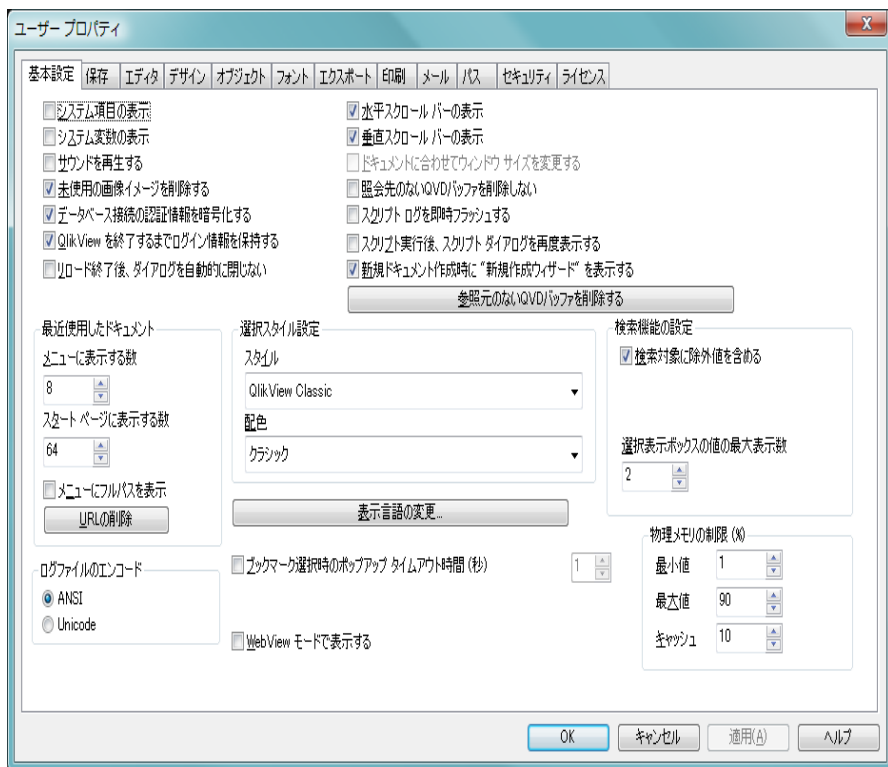 ユーザー プロパティ
基本設定 保存 エディタ デザイン オブジェクト フォント エクスポート 印刷 メール パス セキュリティ ライセンス
システム項目の表示
システム変数の表示
サウンドを再生する
未使用の画像イメージを削除する
データベース接続の認証情報を暗号化する
QlikView を終了するまでログイン情報を保持する
リロード終了後、ダイアログを自動的に閉じない
水平スクロール バーの表示
垂直スクロール バーの表示
ドキュメントに合わせてウィンドウ サイズを変更する
照会先のないQVDバッファを削除しない
スクリプト ログを即時フラッシュする
スクリプト実行後、スクリプト ダイアログを再度表示する
新規ドキュメント作成時に "新規作成ウィザード" を表示する
参照元のないQVDバッファを削除する
最近使用したドキュメント
メニューに表示する数
8
スタート ページに表示する数
64
メニューにフルパスを表示
URLの削除
選択スタイル設定
スタイル
QlikView Classic
配色
クラシック
表示言語の変更...
検索機能の設定
検索対象に除外値を含める
選択表示ボックスの値の最大表示数
2
ログファイルのエンコード
ANSI
Unicode
ブックマーク選択時のポップアップ タイムアウト時間 (秒)
1
WebView モードで表示する
物理メモリの制限 (%)
最小値 1
最大値 90
キャッシュ 10
OK キャンセル 適用(A) ヘルプ